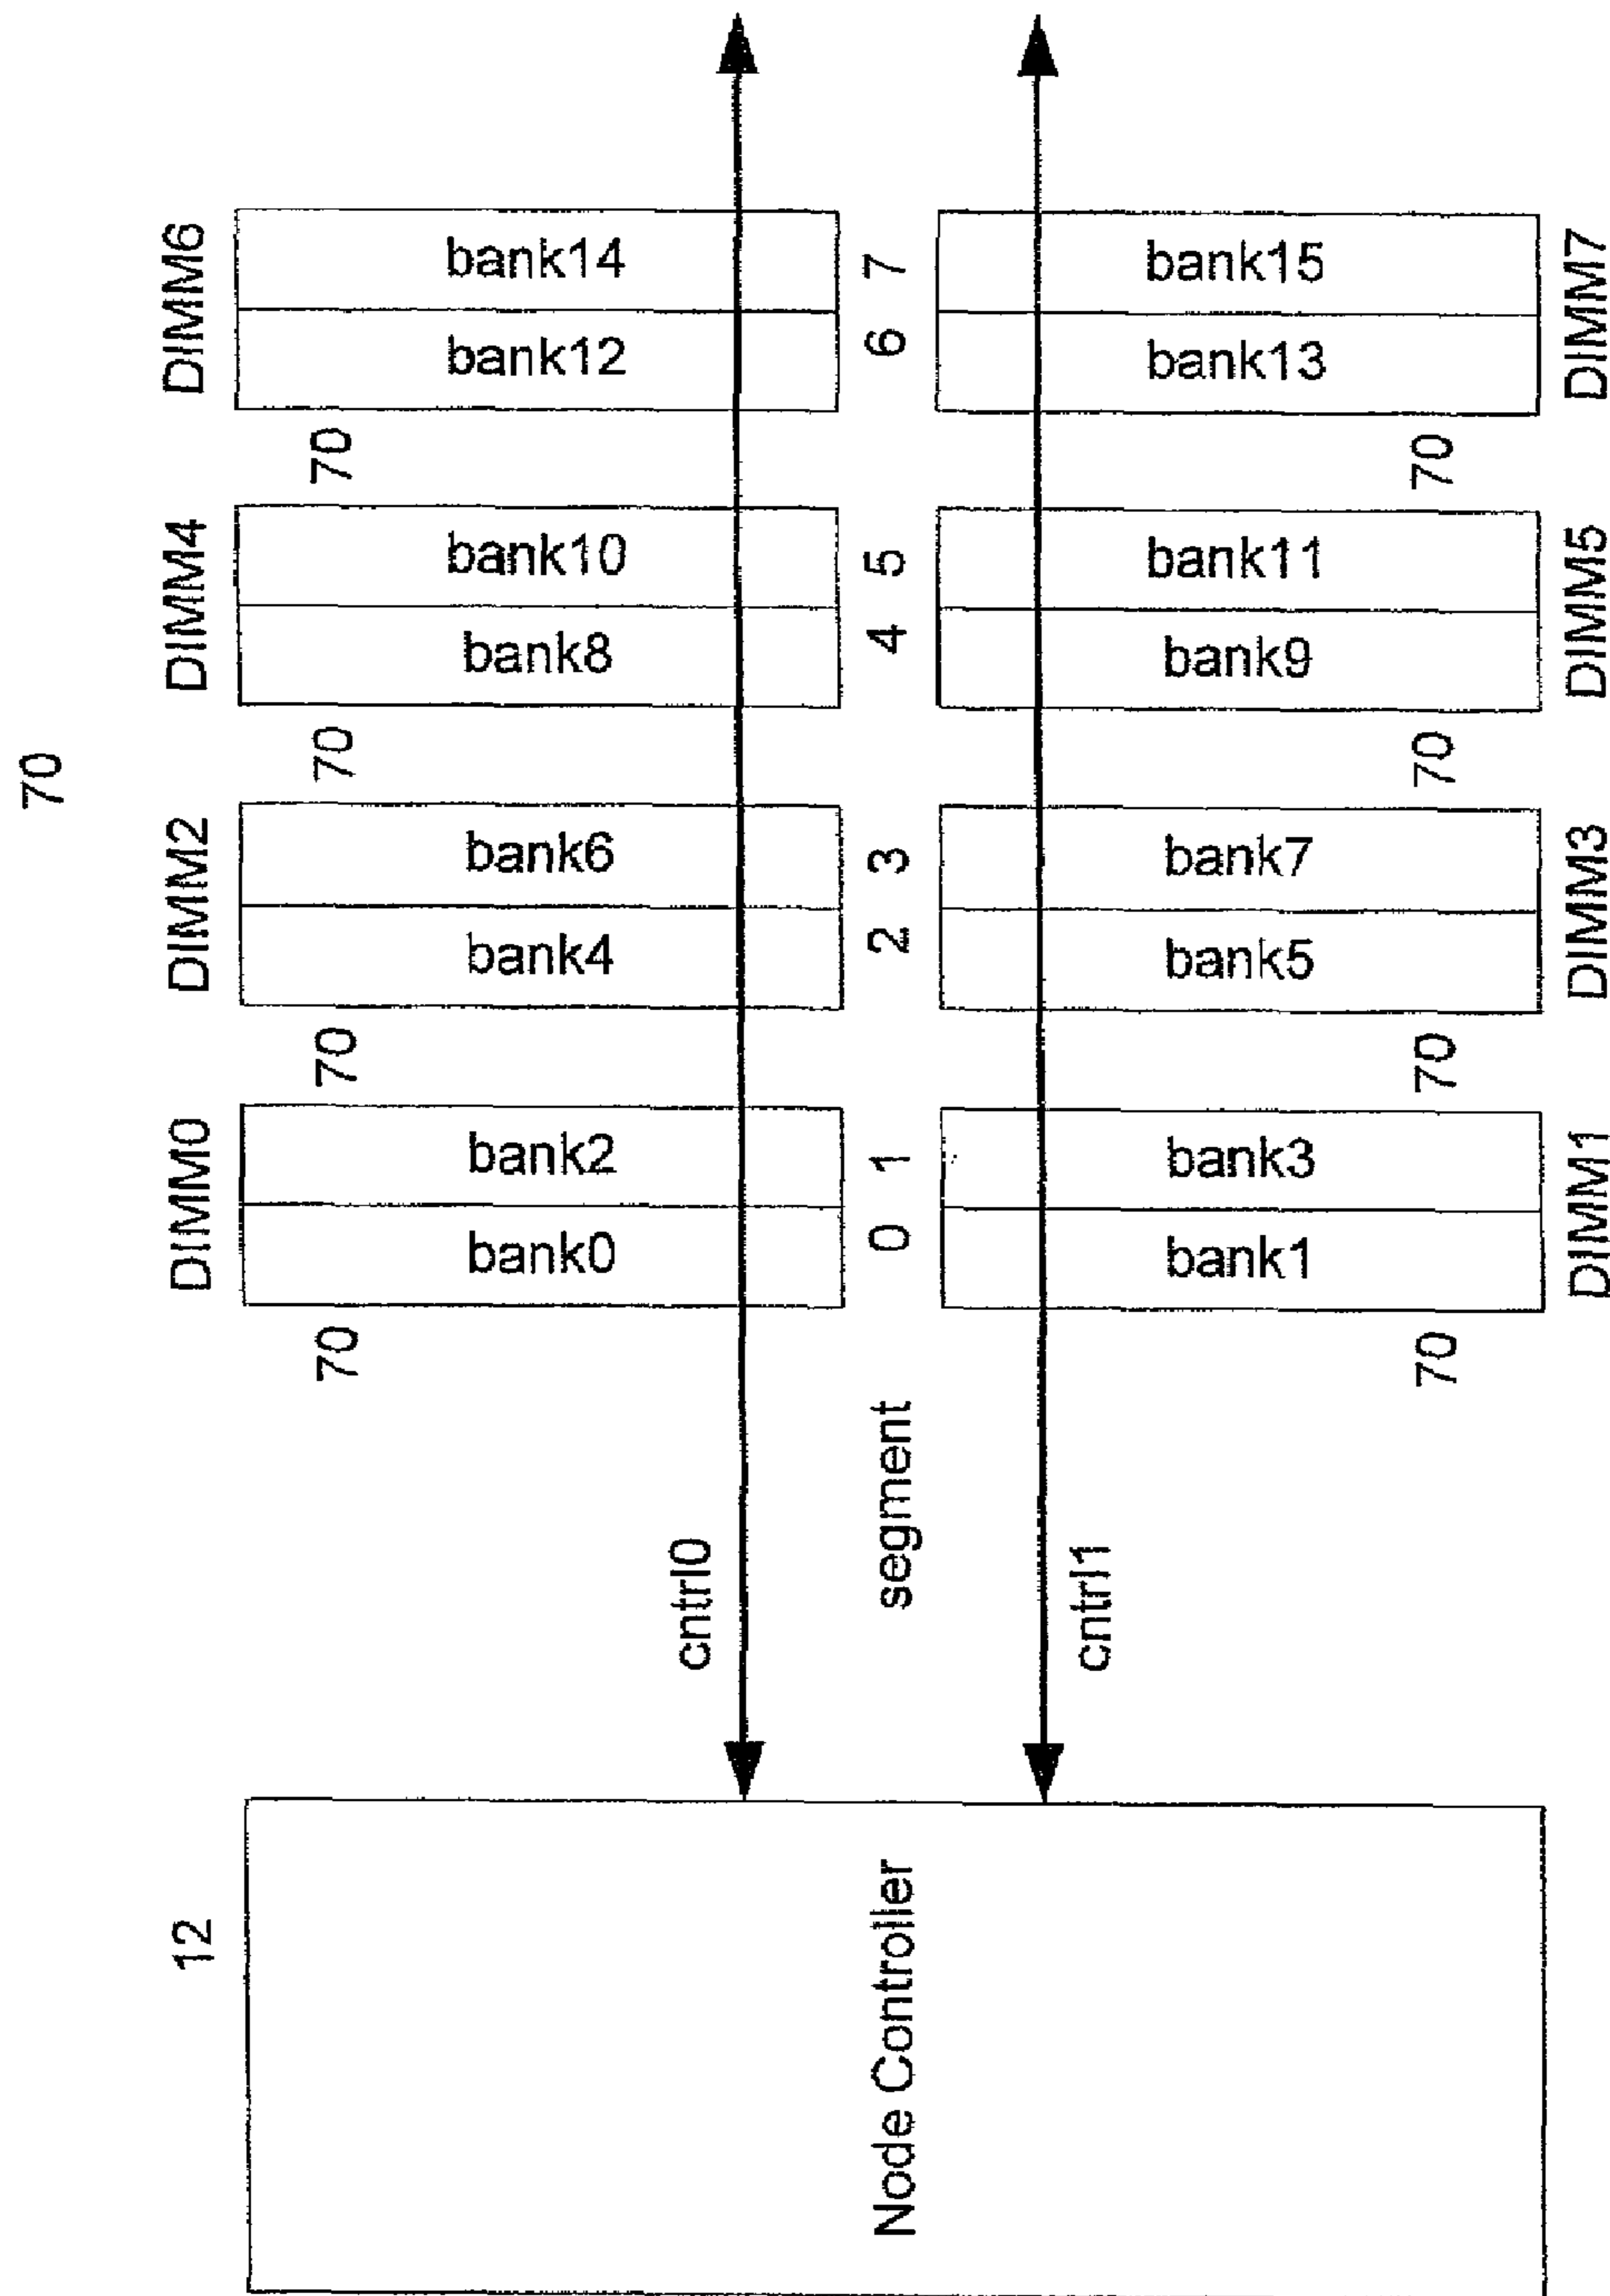 70
DIMM6
DIMM4
DIMM2
DIMM0
12
bank14
bank12
70
bank10
bank8
70
bank6
bank4
70
bank2
bank0
70
cntrl0
7
6
5
4
3
2
1
0
segment
Node Controller
cntrl1
bank15
bank13
70
bank11
bank9
70
bank7
bank5
70
bank3
bank1
70
DIMM7
DIMM5
DIMM3
DIMM1